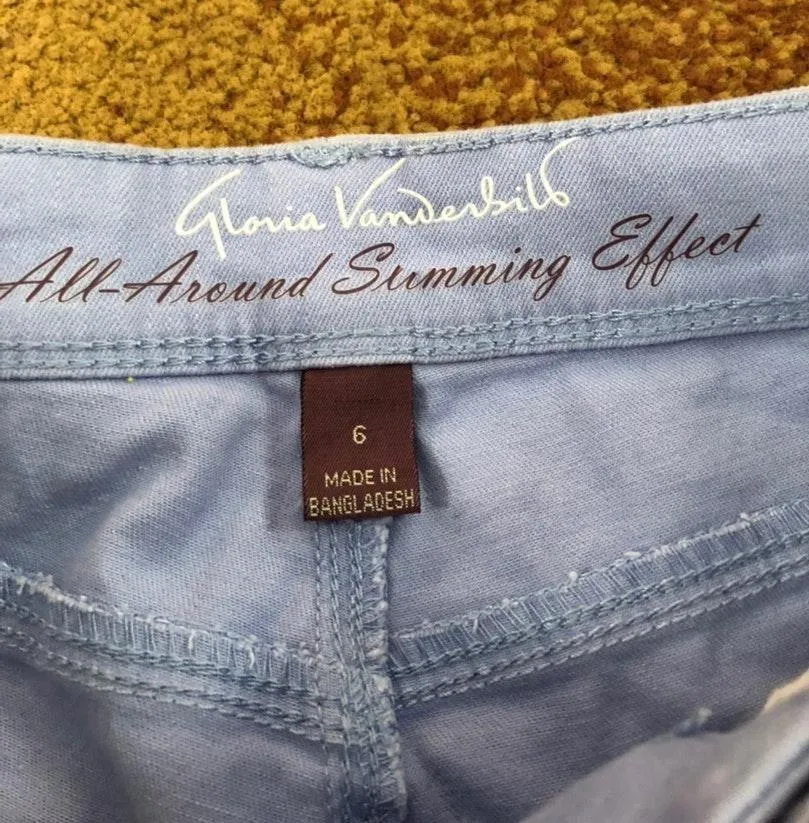 Gloria Vanderbilt
All-Around Slimming Effect
6
MADE IN
BANGLADESH